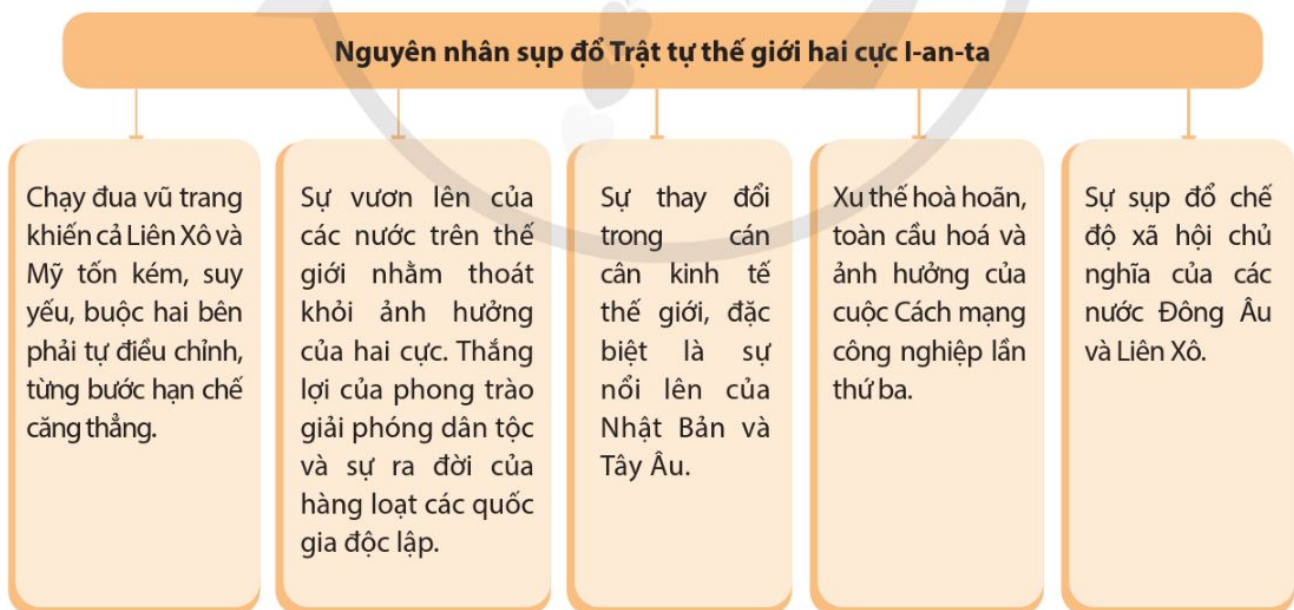 Nguyên nhân sụp đổ Trật tự thế giới hai cực I-an-ta
Chạy đua vũ trang
khiến cả Liên Xô và
Mỹ tốn kém, suy
yếu, buộc hai bên
phải tự điều chỉnh,
từng bước hạn chế
căng thẳng.
Sự vươn lên của
các nước trên thế
giới nhằm thoát
khỏi ảnh hưởng
của hai cực. Thắng
lợi của phong trào
giải phóng dân tộc
và sự ra đời của
hàng loạt các quốc
gia độc lập.
Sự thay đổi
trong cán
cân kinh tế
thế giới, đặc
biệt là sự
nổi lên của
Nhật Bản và
Tây Âu.
Xu thế hoà hoãn,
toàn cầu hoá và
ảnh hưởng của
cuộc Cách mạng
công nghiệp lần
thứ ba.
Sự sụp đổ chế
độ xã hội chủ
nghĩa của các
nước Đông Âu
và Liên Xô.